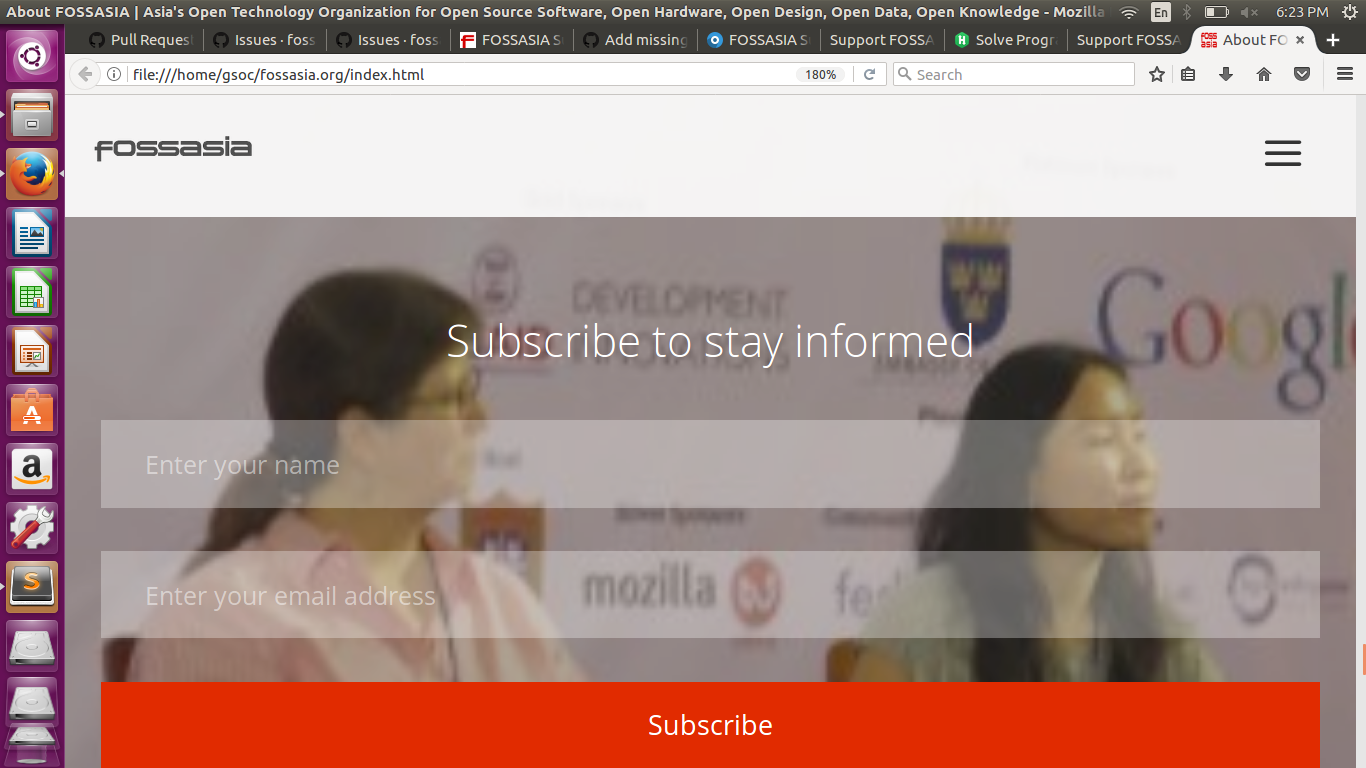 About FOSSASIA | Asia's Open Technology Organization for Open Source Software, Open Hardware, Open Design, Open Data, Open Knowledge - Mozilla
En
6:23 PM
Pull Reques
Issues · foss
Issues · foss
FOSSASIA S
Add missing
FOSSASIA S
Support FOSSA
Solve Progr
Support FOSSA
About FO
file:///home/gsoc/fossasia.org/index.html
180%
Search
fossasia
DEVELOPMENT
Google
Subscribe to stay informed
Enter your name
mozilla
Enter your email address
Subscribe